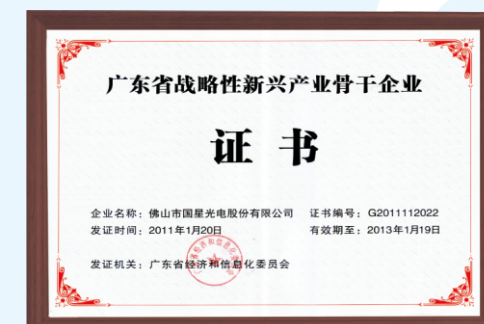 广东省战略性新兴产业骨干企业
证书
企业名称：佛山市国星光电股份有限公司 证书编号：G2011112022
发证时间：2011年1月20日 有效期至：2013年1月19日
发证机关：广东省经济和信息化委员会